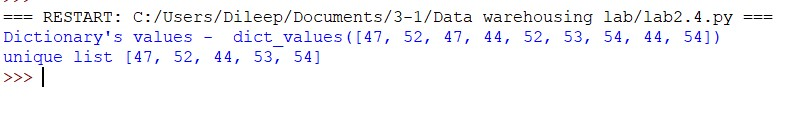 === RESTART: C:/Users/Dileep/Documents/3-1/Data warehousing lab/lab2.4.py ===
Dictionary's values -  dict_values([47, 52, 47, 44, 52, 53, 54, 44, 54])
unique list [47, 52, 44, 53, 54]
>>>